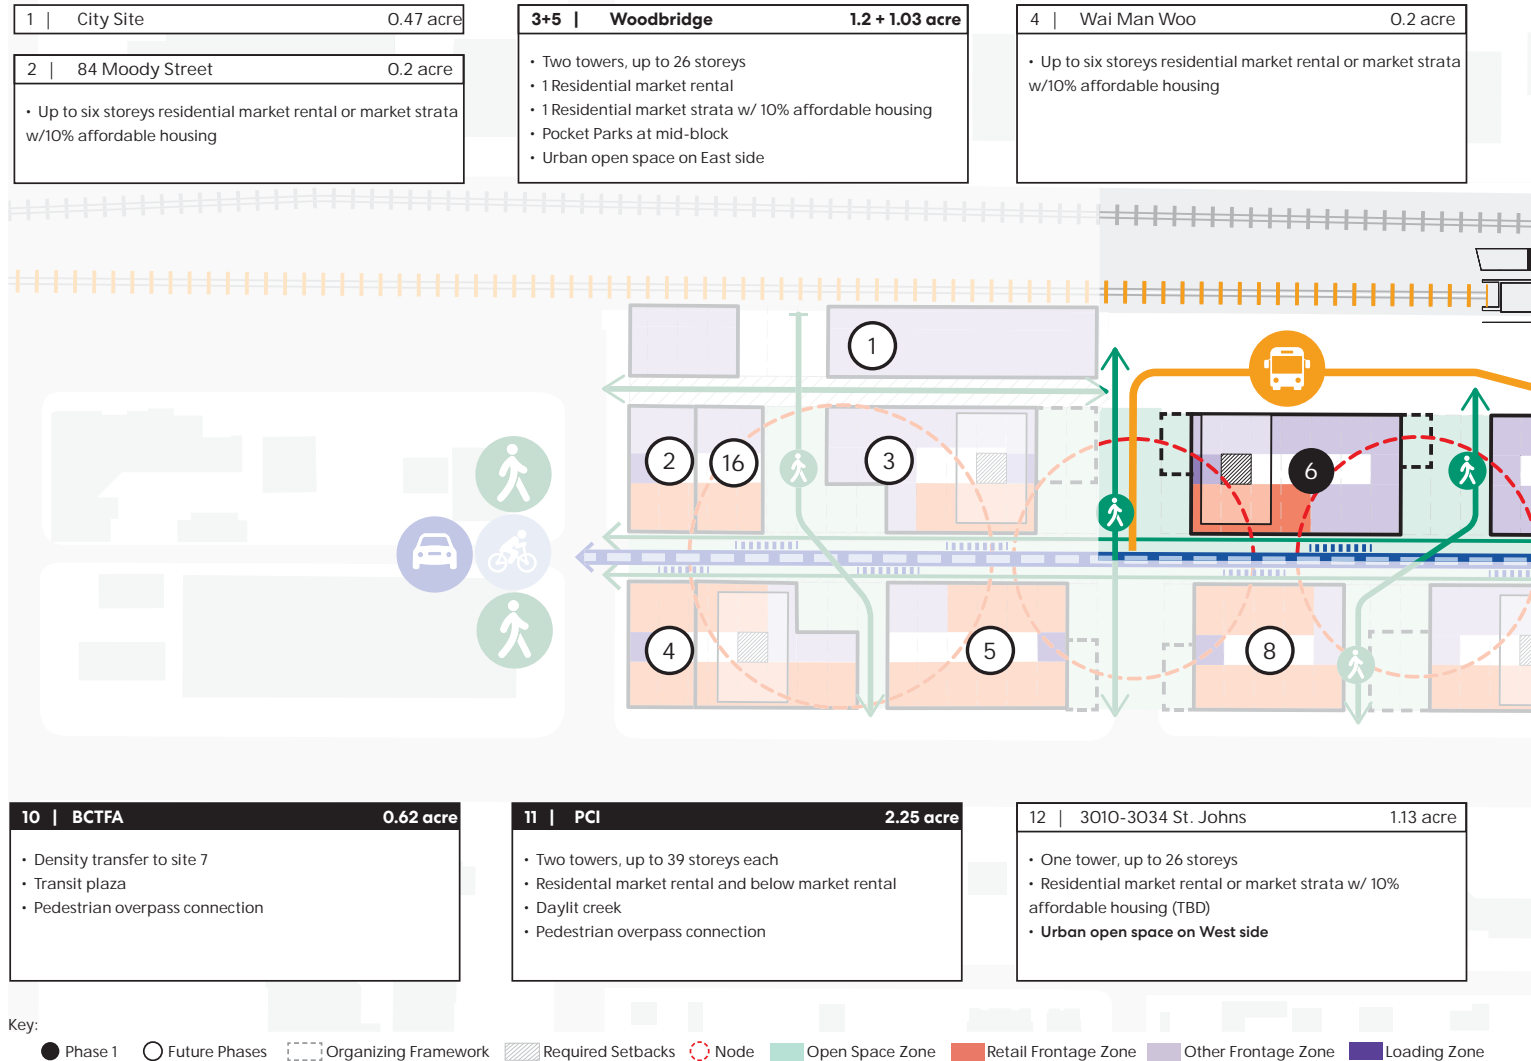 1 | City Site 0.47 acre
2 | 84 Moody Street 0.2 acre
• Up to six storeys residential market rental or market strata
w/10% affordable housing
3+5 | Woodbridge 1.2 + 1.03 acre
• Two towers, up to 26 storeys
• 1 Residential market rental
• 1 Residential market strata w/ 10% affordable housing
• Pocket Parks at mid-block
• Urban open space on East side
4 | Wai Man Woo 0.2 acre
• Up to six storeys residential market rental or market strata
w/10% affordable housing
1
2
16
3
6
4
5
8
10 | BCTFA 0.62 acre
• Density transfer to site 7
• Transit plaza
• Pedestrian overpass connection
11 | PCI 2.25 acre
• Two towers, up to 39 storeys each
• Residental market rental and below market rental
• Daylit creek
• Pedestrian overpass connection
12 | 3010-3034 St. Johns 1.13 acre
• One tower, up to 26 storeys
• Residential market rental or market strata w/ 10%
affordable housing (TBD)
• Urban open space on West side
Key:
Phase 1 Future Phases Organizing Framework Required Setbacks Node Open Space Zone Retail Frontage Zone Other Frontage Zone Loading Zone